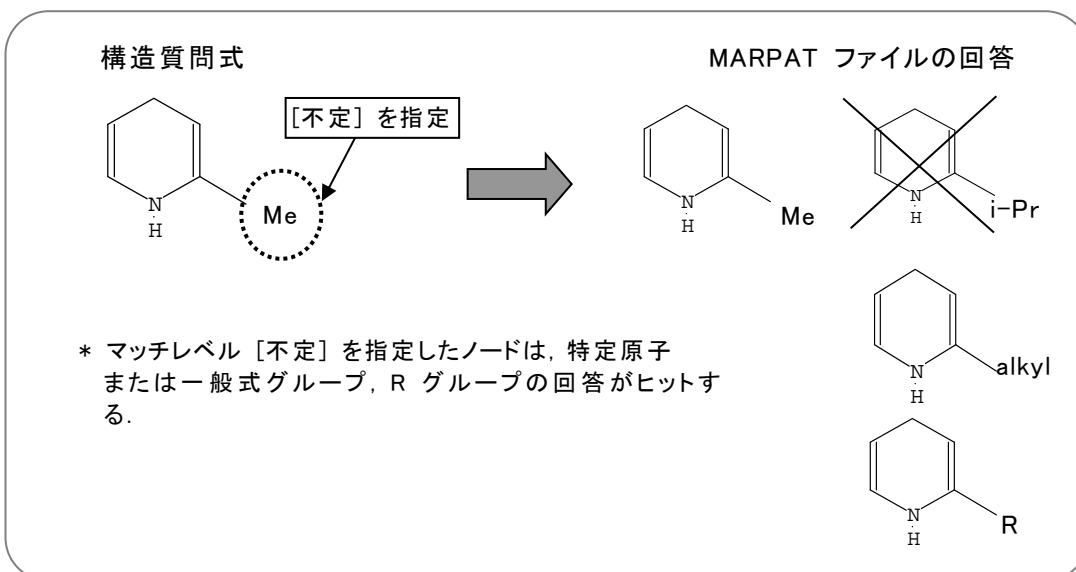 構造質問式
MARPAT ファイルの回答
[不定] を指定
N
H
Me
N
H
Me
N
H
i-Pr
N
H
alkyl
* マッチレベル [不定] を指定したノードは, 特定原子
または一般式グループ, R グループの回答がヒットす
る.
N
H
R